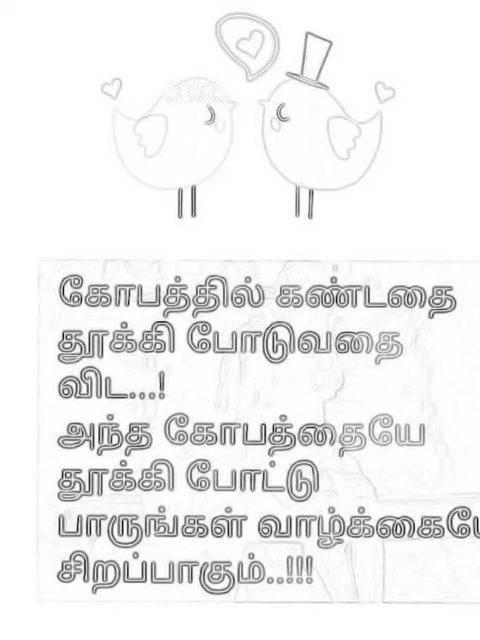 கோபத்தில் கண்டதை
தூக்கி போடுவதை
விட...!
அந்த கோபத்தையே
தூக்கி போட்டு
பாருங்கள் வாழ்க்கையே
சிறப்பாகும்..!!!